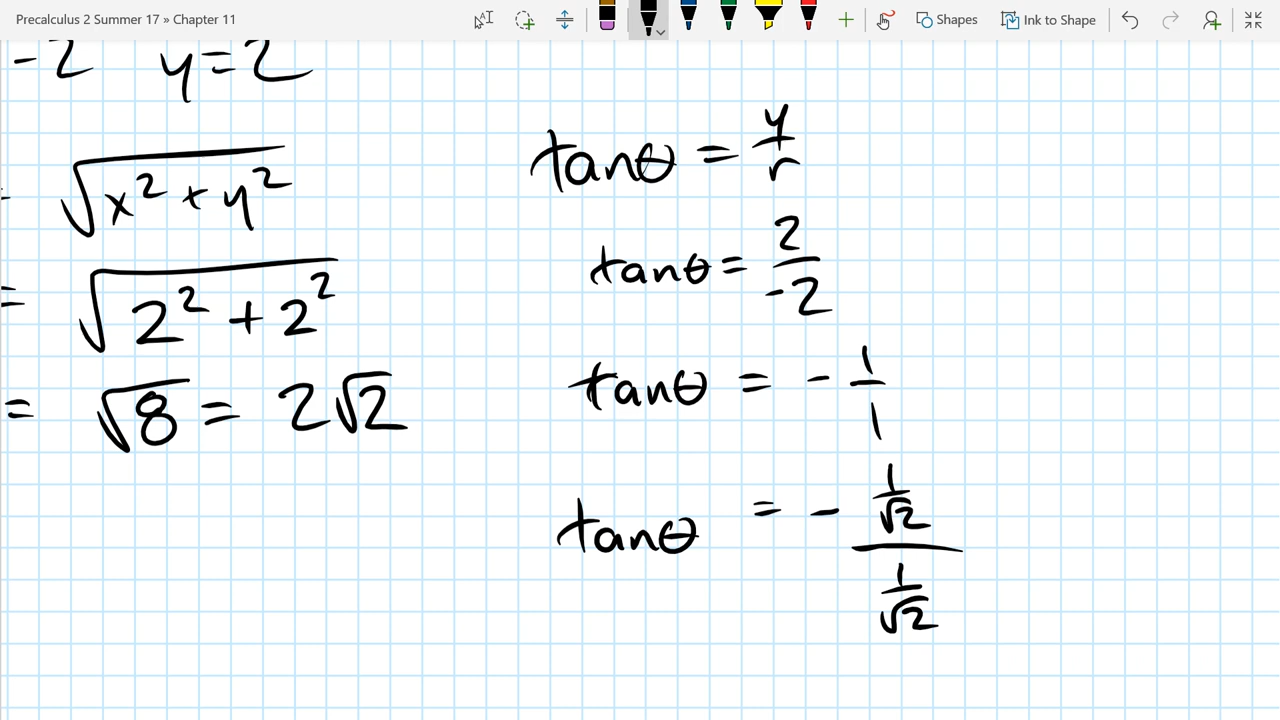 Precalculus 2 Summer 17 » Chapter 11
Shapes
Ink to Shape
-2 y=2
√(x² + y²)
= √(2² + 2²)
= √8 = 2√2
tanθ = y/r
tanθ = 2/-2
tanθ = - 1/1
tanθ = - (1/√2)/(1/√2)